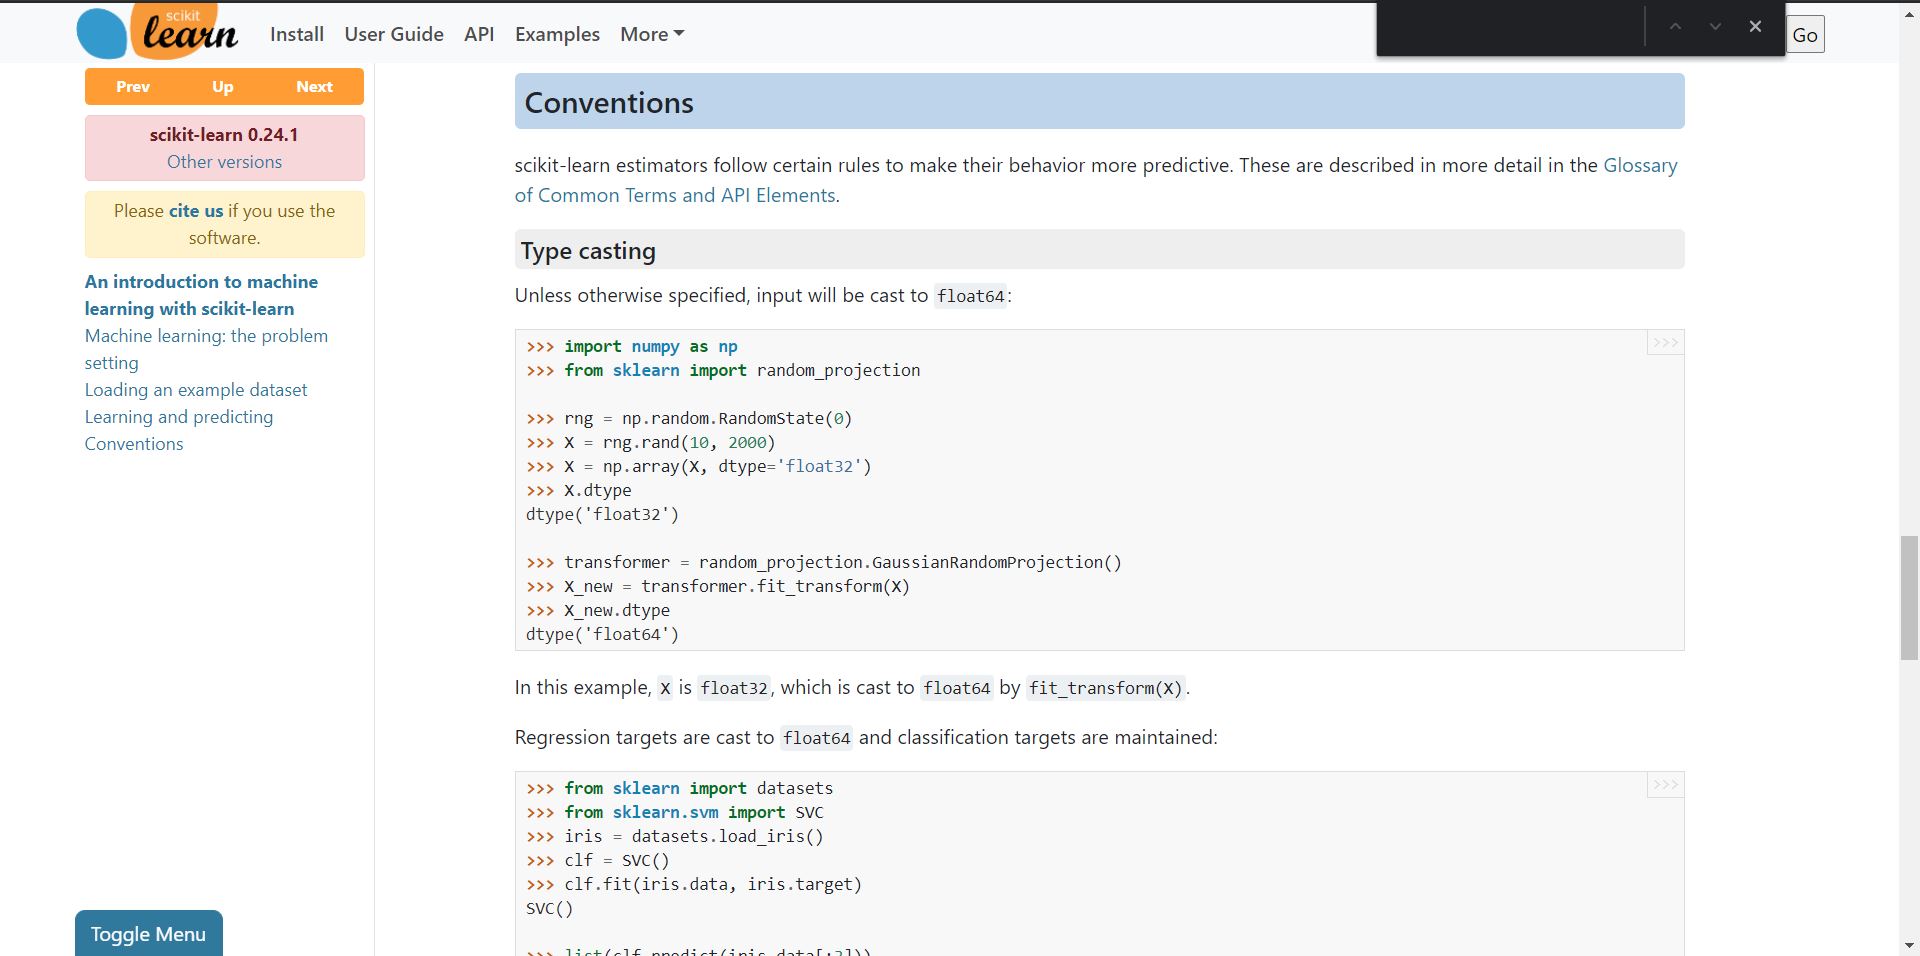 scikit
learn
Install User Guide API Examples More
Go
Prev Up Next
scikit-learn 0.24.1
Other versions
Please cite us if you use the
software.
An introduction to machine
learning with scikit-learn
Machine learning: the problem
setting
Loading an example dataset
Learning and predicting
Conventions
Toggle Menu
Conventions
scikit-learn estimators follow certain rules to make their behavior more predictive. These are described in more detail in the Glossary
of Common Terms and API Elements.
Type casting
Unless otherwise specified, input will be cast to float64:
>>>
>>> import numpy as np
>>> from sklearn import random_projection
>>> rng = np.random.RandomState(0)
>>> X = rng.rand(10, 2000)
>>> X = np.array(X, dtype='float32')
>>> X.dtype
dtype('float32')
>>> transformer = random_projection.GaussianRandomProjection()
>>> X_new = transformer.fit_transform(X)
>>> X_new.dtype
dtype('float64')
In this example, X is float32, which is cast to float64 by fit_transform(X).
Regression targets are cast to float64 and classification targets are maintained:
>>>
>>> from sklearn import datasets
>>> from sklearn.svm import SVC
>>> iris = datasets.load_iris()
>>> clf = SVC()
>>> clf.fit(iris.data, iris.target)
SVC()
>>> list(clf.predict(iris.data[:3]))